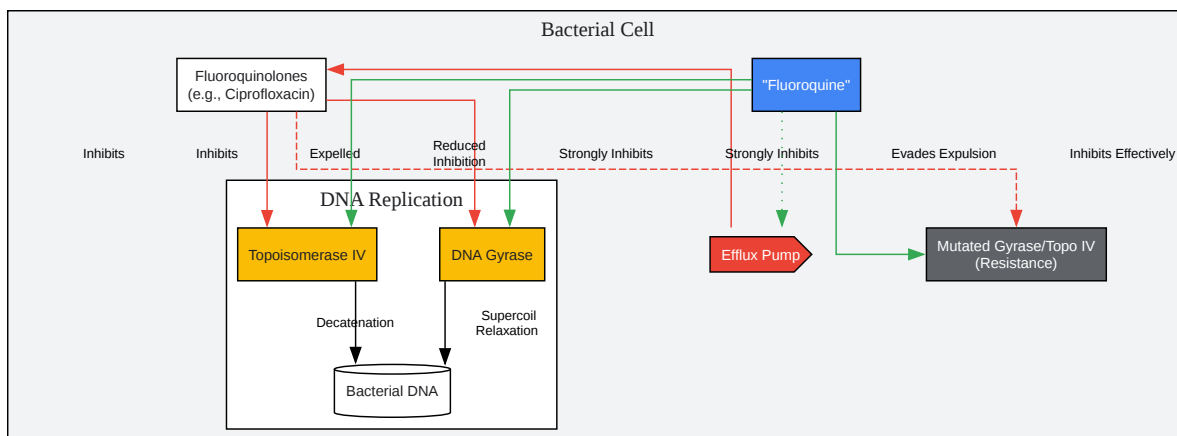 Bacterial Cell
Fluoroquinolones
(e.g., Ciprofloxacin)
"Fluoroquine"
Inhibits
Inhibits
Expelled
Reduced
Inhibition
Strongly Inhibits
Strongly Inhibits
Evades Expulsion
Inhibits Effectively
DNA Replication
Topoisomerase IV
DNA Gyrase
Efflux Pump
Mutated Gyrase/Topo IV
(Resistance)
Decatenation
Supercoil
Relaxation
Bacterial DNA